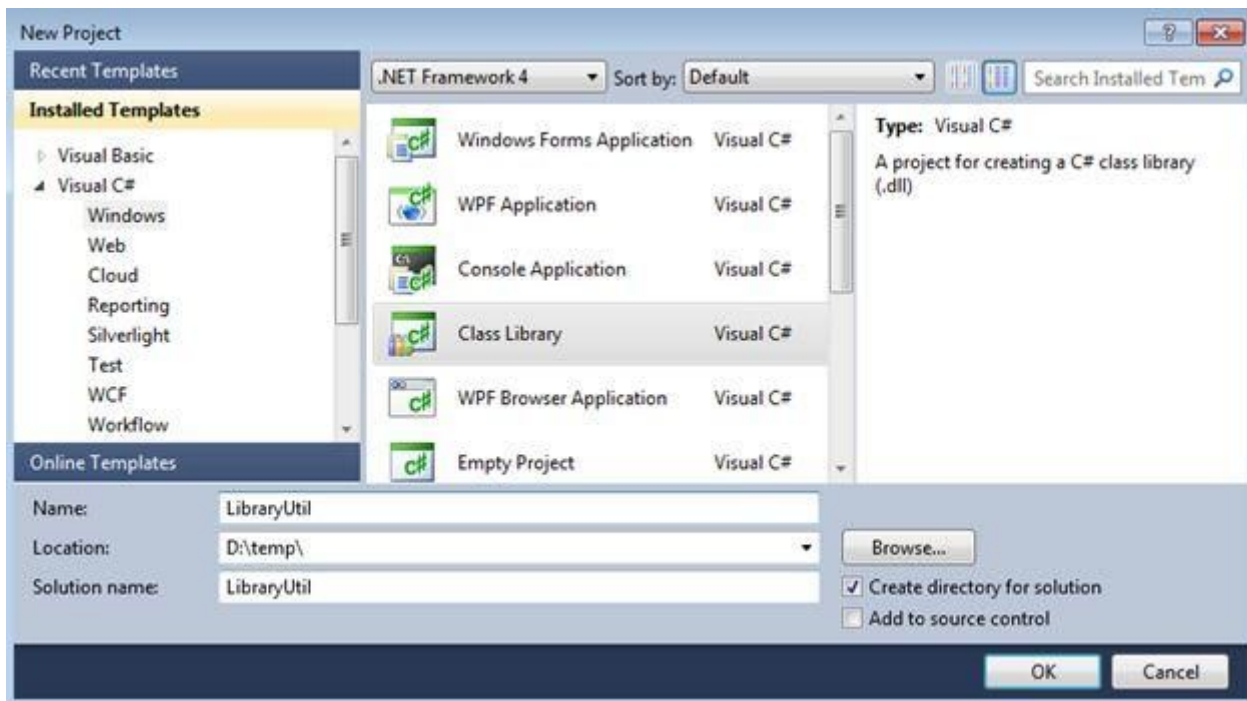 New Project
Recent Templates
Installed Templates
Visual Basic
Visual C#
Windows
Web
Cloud
Reporting
Silverlight
Test
WCF
Workflow
Online Templates
.NET Framework 4
Sort by: Default
Search Installed Tem
Windows Forms Application Visual C#
WPF Application Visual C#
Console Application Visual C#
Class Library Visual C#
WPF Browser Application Visual C#
Empty Project Visual C#
Type: Visual C#
A project for creating a C# class library
(.dll)
Name: LibraryUtil
Location: D:\temp\
Browse...
Solution name: LibraryUtil
Create directory for solution
Add to source control
OK
Cancel